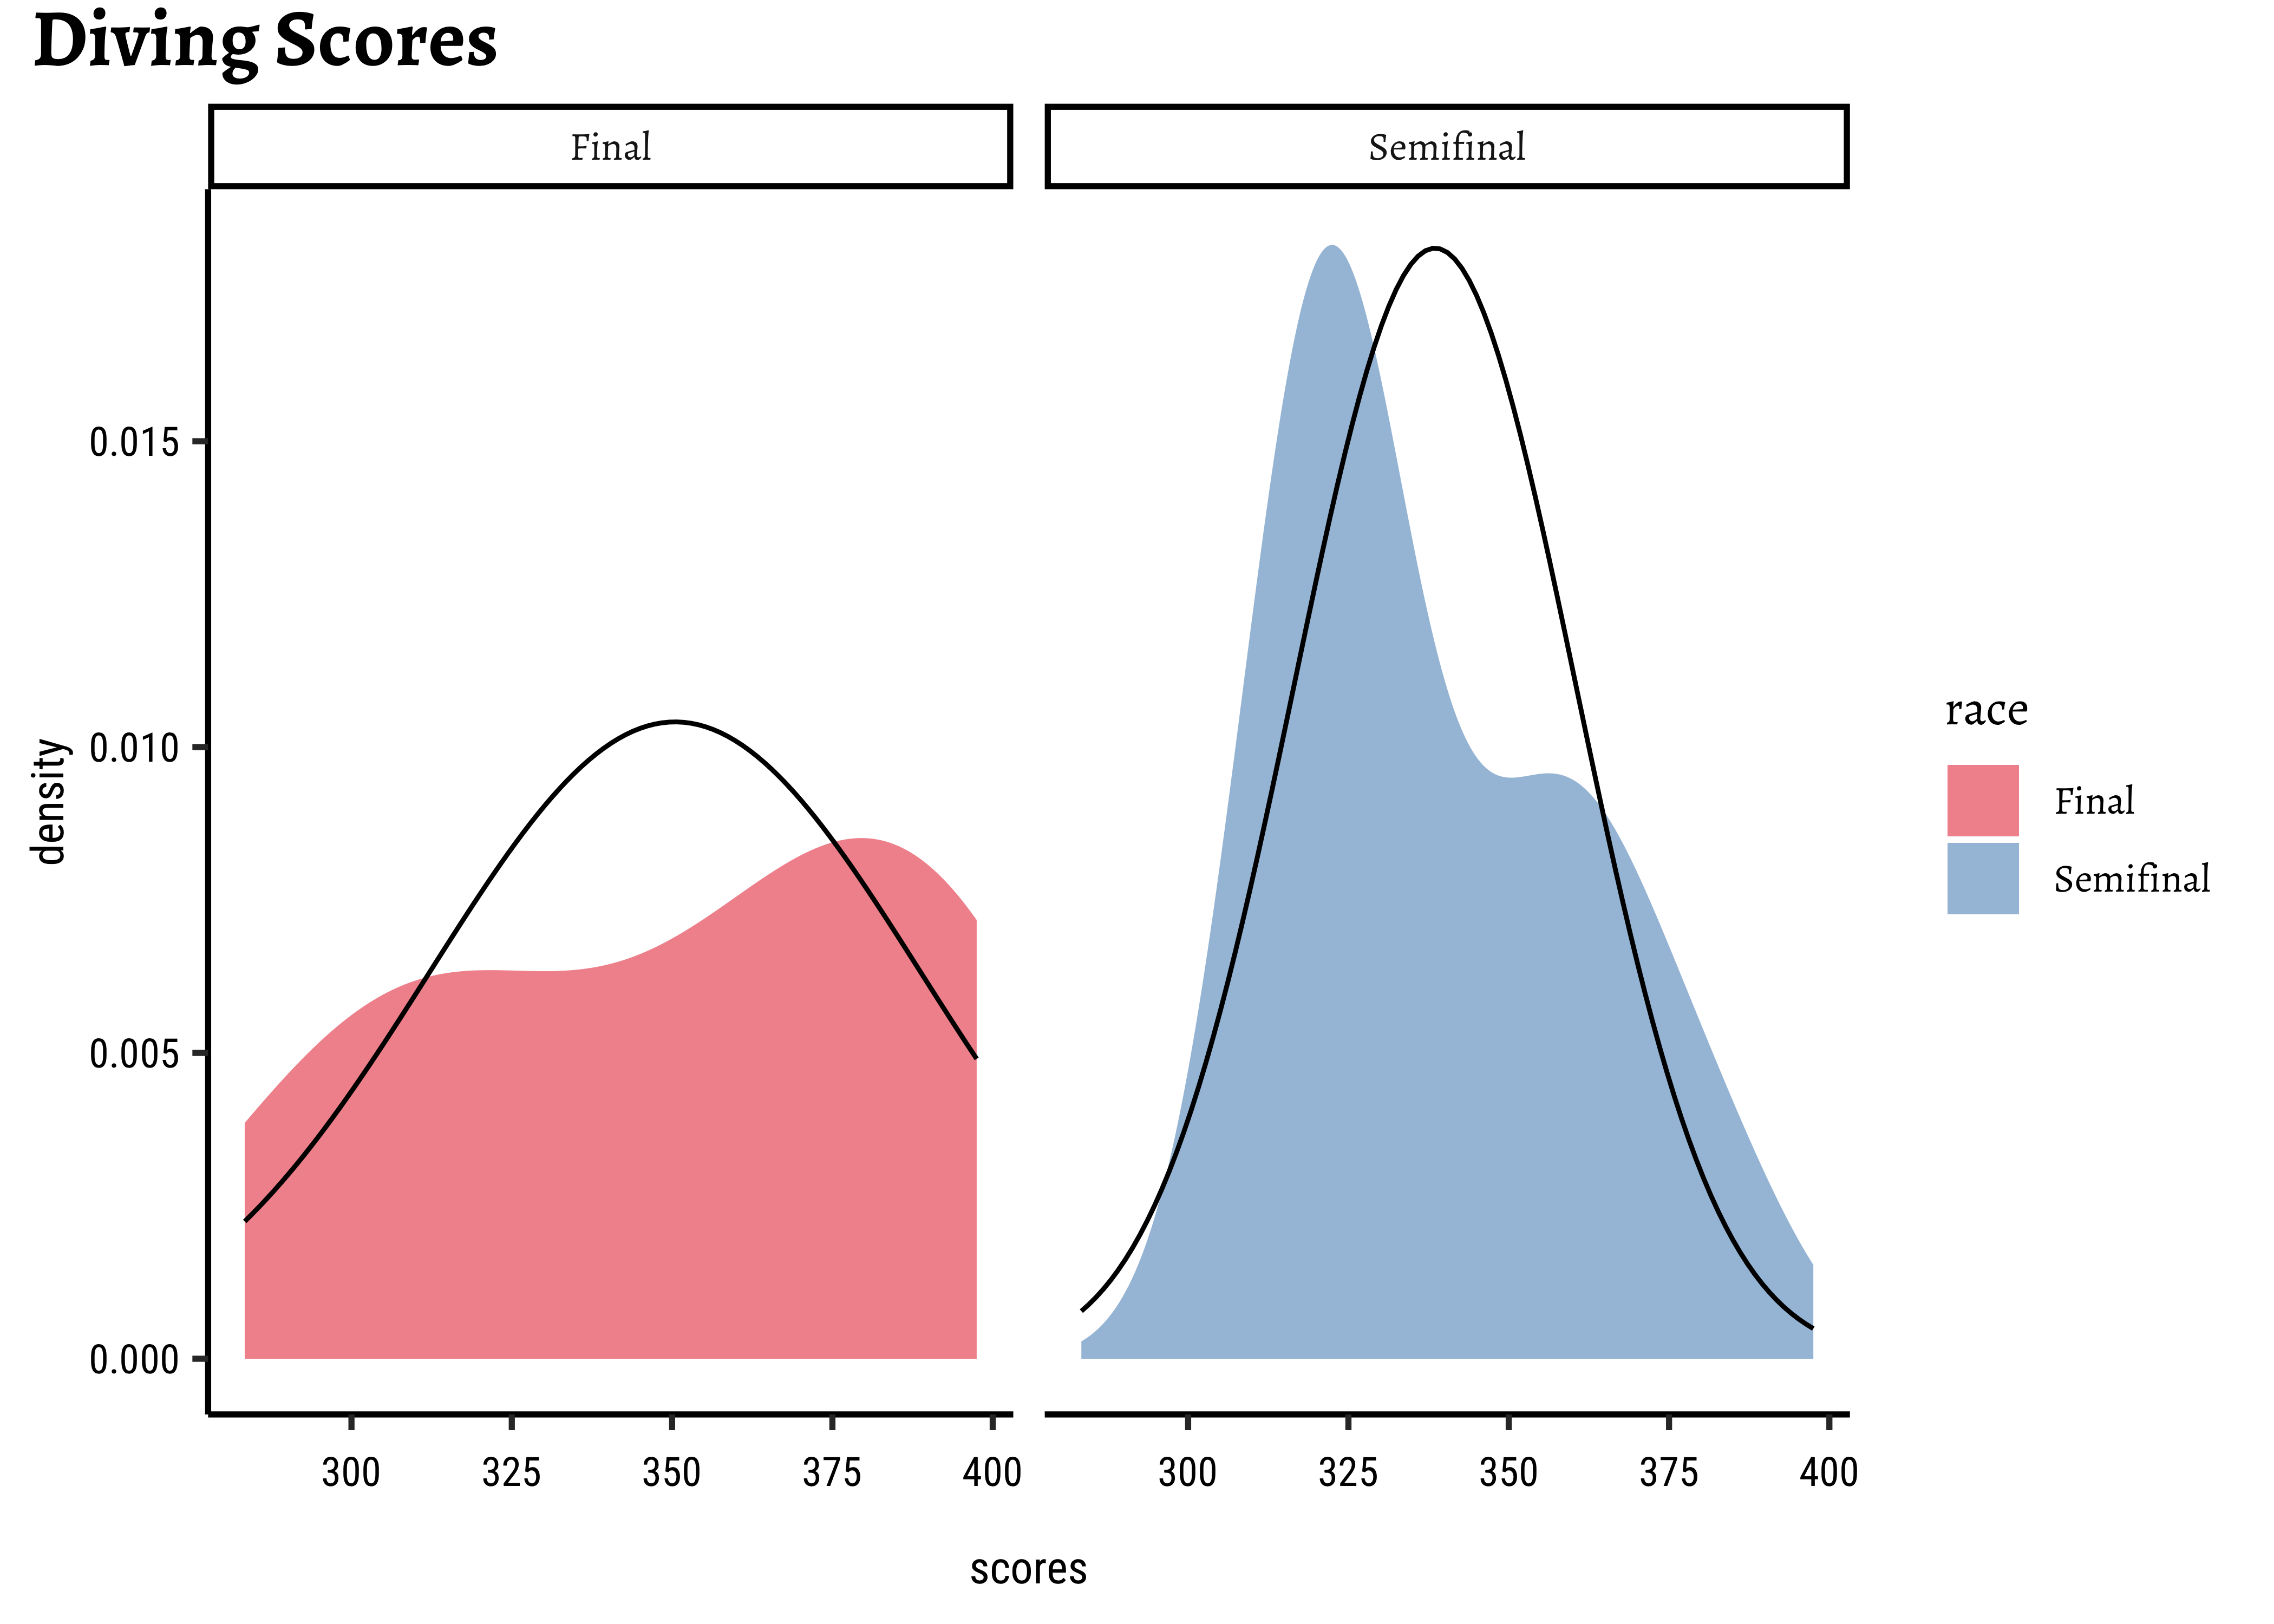 Diving Scores
Final
Semifinal
0.015
0.010
0.005
0.000
density
300 325 350 375 400
300 325 350 375 400
scores
race
Final
Semifinal